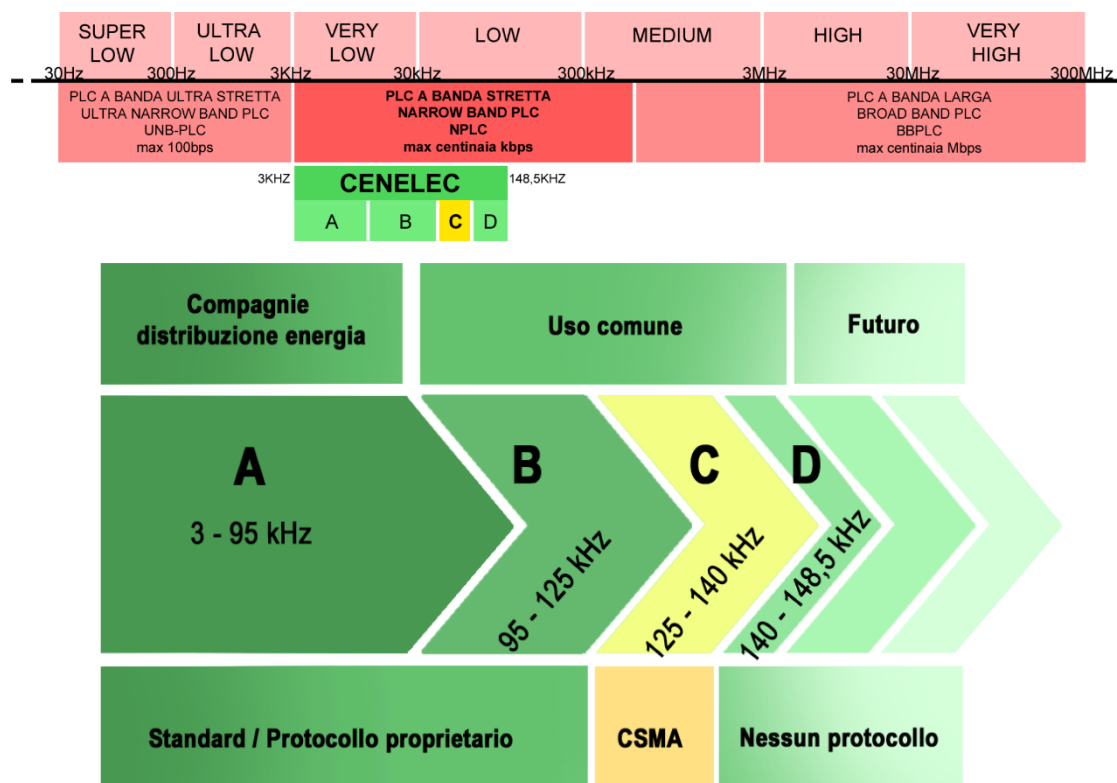 SUPER LOW
ULTRA LOW
VERY LOW
LOW
MEDIUM
HIGH
VERY HIGH
30Hz
300Hz
3KHz
30kHz
300KHz
3MHz
30MHz
300MHz
PLC A BANDA ULTRA STRETTA
ULTRA NARROW BAND PLC
UNB-PLC
max 100bps
PLC A BANDA STRETTA
NARROW BAND PLC
NPLC
max centinaia kbps
PLC A BANDA LARGA
BROAD BAND PLC
BBPLC
max centinaia Mbps
3KHZ
CENELEC
148,5KHZ
A
B
C
D
Compagnie
distribuzione energia
Uso comune
Futuro
A
3 - 95 kHz
B
95 - 125 kHz
C
125 - 140 kHz
D
140 - 148,5 kHz
Standard / Protocollo proprietario
CSMA
Nessun protocollo